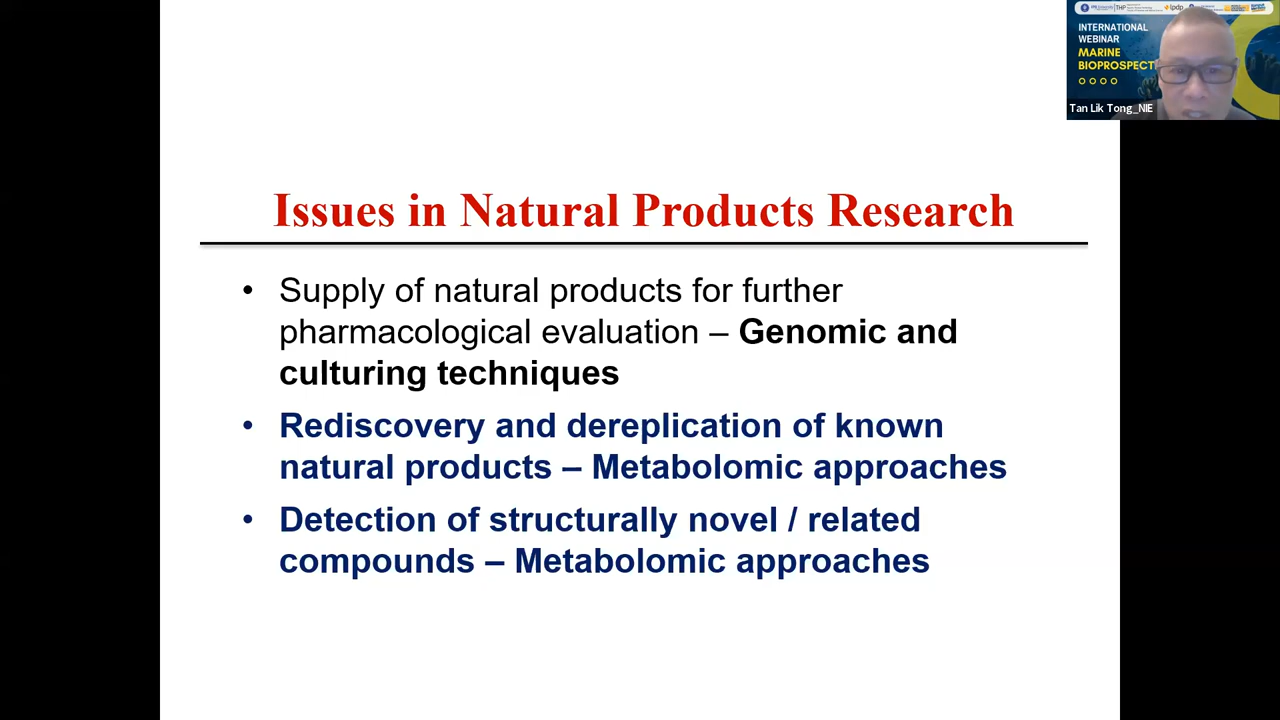 INTERNATIONAL
WEBINAR
MARINE
BIOPROSPECT
Tan Lik Tong_NIE
Issues in Natural Products Research
• Supply of natural products for further
pharmacological evaluation – Genomic and
culturing techniques
• Rediscovery and dereplication of known
natural products – Metabolomic approaches
• Detection of structurally novel / related
compounds – Metabolomic approaches